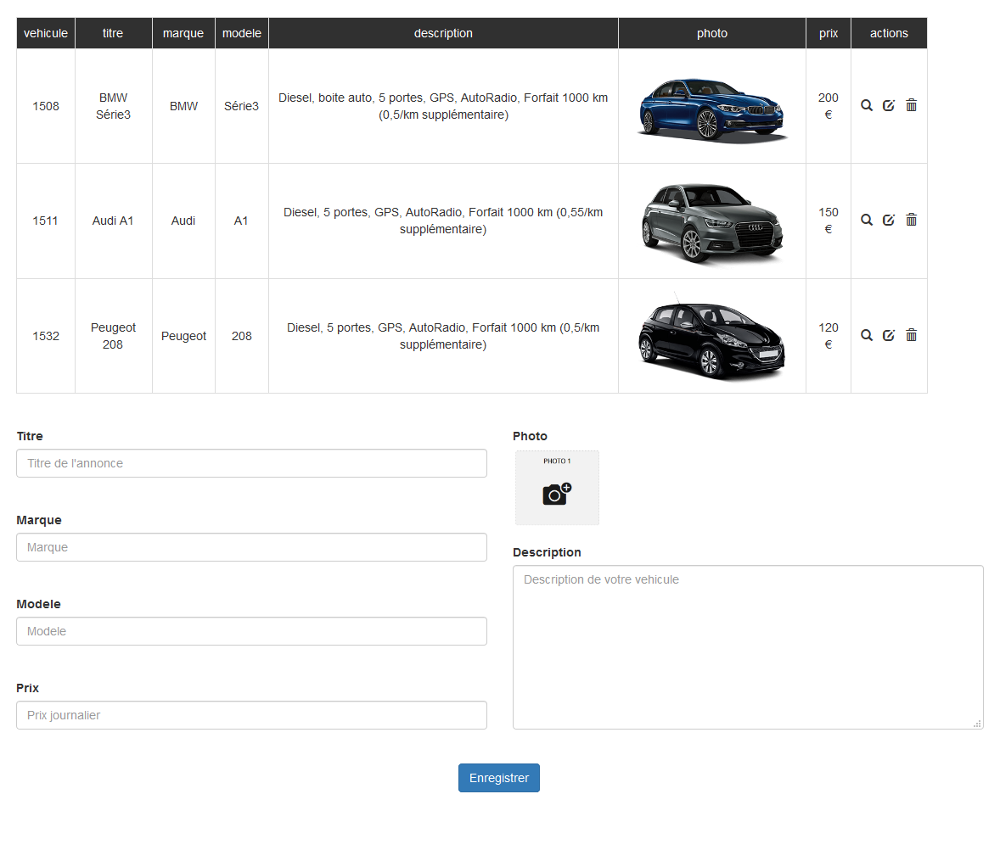 vehicule titre marque modele description photo prix actions
1508 BMW Série3 BMW Série3 Diesel, boite auto, 5 portes, GPS, AutoRadio, Forfait 1000 km (0,5/km supplémentaire) 200 €
1511 Audi A1 Audi A1 Diesel, 5 portes, GPS, AutoRadio, Forfait 1000 km (0,55/km supplémentaire) 150 €
1532 Peugeot 208 Peugeot 208 Diesel, 5 portes, GPS, AutoRadio, Forfait 1000 km (0,5/km supplémentaire) 120 €
Titre
Titre de l'annonce
Marque
Marque
Modele
Modele
Prix
Prix journalier
Photo
PHOTO 1
Description
Description de votre vehicule
Enregistrer